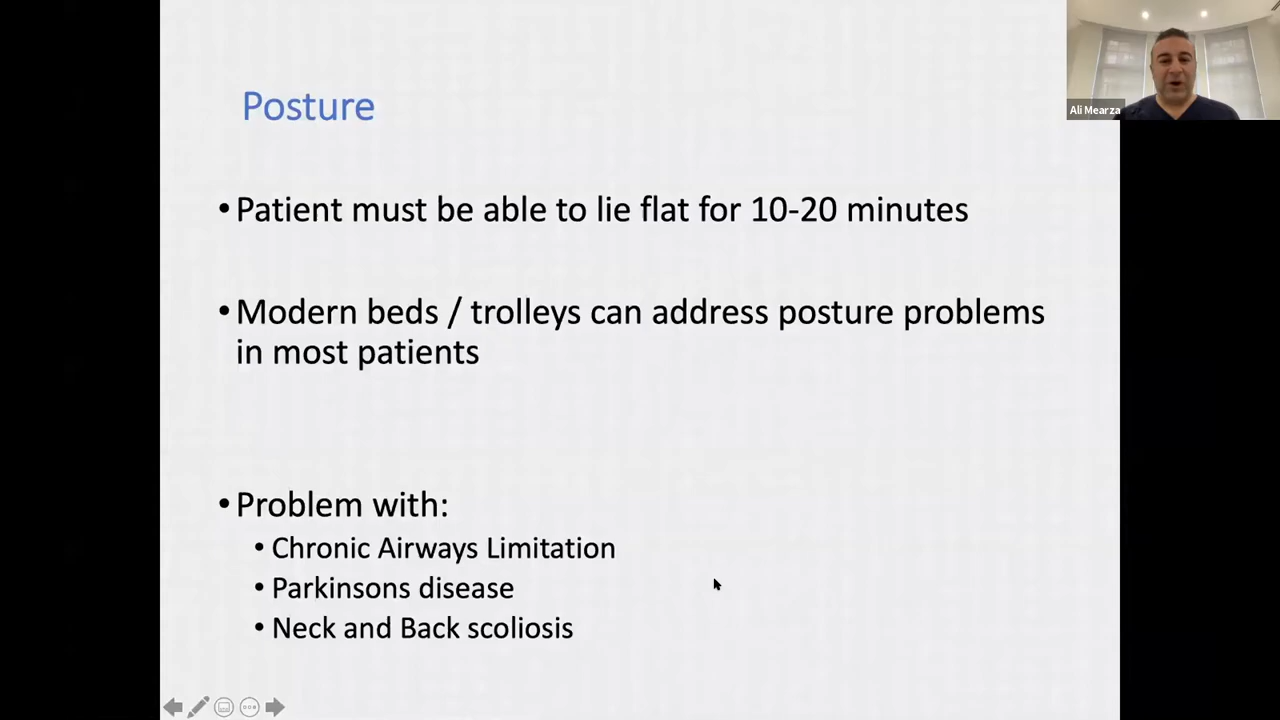 Ali Mearza
Posture
• Patient must be able to lie flat for 10-20 minutes
• Modern beds / trolleys can address posture problems
in most patients
• Problem with:
• Chronic Airways Limitation
• Parkinsons disease
• Neck and Back scoliosis